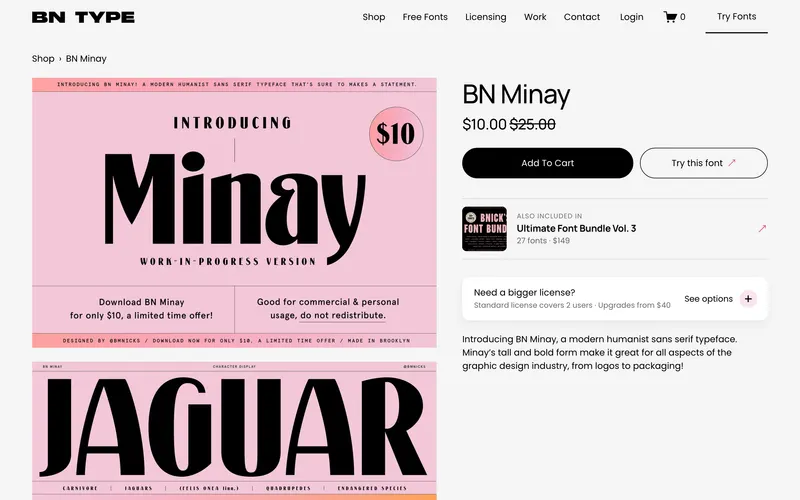 BN TYPE
Shop Free Fonts Licensing Work Contact Login 0 Try Fonts
Shop › BN Minay
INTRODUCING BN MINAY! A MODERN HUMANIST SANS SERIF TYPEFACE THAT'S SURE TO MAKES A STATEMENT.
INTRODUCING
$10
Minay
WORK-IN-PROGRESS VERSION
Download BN Minay
for only $10, a limited time offer!
Good for commercial & personal
usage, do not redistribute.
DESIGNED BY @BMWICKS / DOWNLOAD NOW FOR ONLY $10, A LIMITED TIME OFFER / MADE IN BROOKLYN
BN MINAY CHARACTER DISPLAY @BNWICKS
JAGUAR
CARNIVORE JAGUARS (FELIS ONCA linn.) QUADRUPEDES ENDANGERED SPECIES
BN Minay
$10.00 $25.00
Add To Cart
Try this font ↗
BNICK'S
FONT BUND
ALSO INCLUDED IN
Ultimate Font Bundle Vol. 3
27 fonts · $149
Need a bigger license?
Standard license covers 2 users · Upgrades from $40
See options +
Introducing BN Minay, a modern humanist sans serif typeface.
Minay's tall and bold form make it great for all aspects of the
graphic design industry, from logos to packaging!